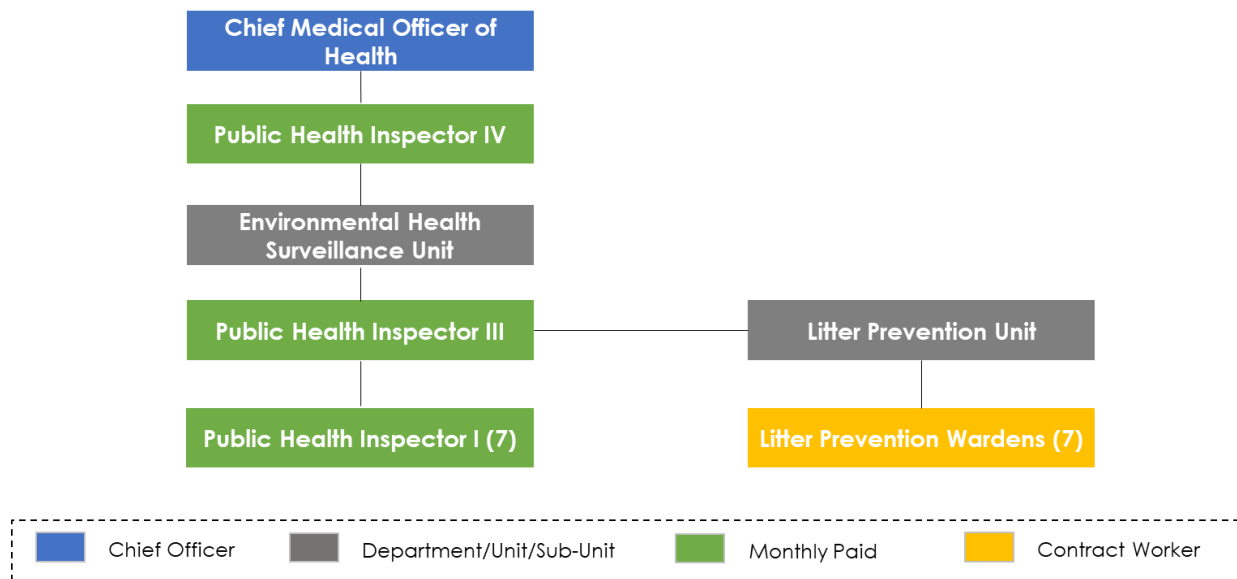 Chief Medical Officer of
Health
Public Health Inspector IV
Environmental Health
Surveillance Unit
Public Health Inspector III
Litter Prevention Unit
Public Health Inspector I (7)
Litter Prevention Wardens (7)
Chief Officer
Department/Unit/Sub-Unit
Monthly Paid
Contract Worker